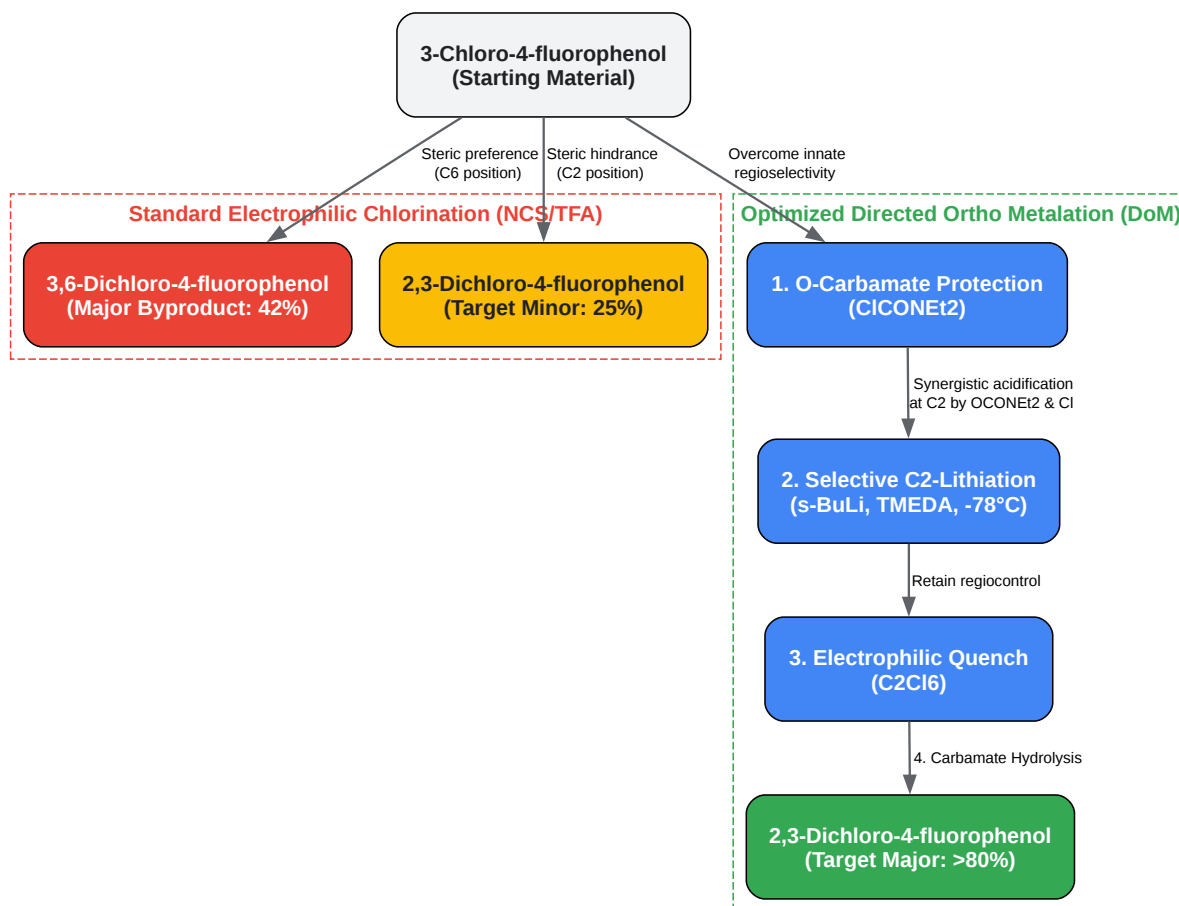 3-Chloro-4-fluorophenol
(Starting Material)
Steric preference
(C6 position)
Steric hindrance
(C2 position)
Overcome innate
regioselectivity
Standard Electrophilic Chlorination (NCS/TFA)
Optimized Directed Ortho Metalation (DoM)
3,6-Dichloro-4-fluorophenol
(Major Byproduct: 42%)
2,3-Dichloro-4-fluorophenol
(Target Minor: 25%)
1. O-Carbamate Protection
(ClCONEt2)
Synergistic acidification
at C2 by OCONEt2 & Cl
2. Selective C2-Lithiation
(s-BuLi, TMEDA, -78°C)
Retain regiocontrol
3. Electrophilic Quench
(C2Cl6)
4. Carbamate Hydrolysis
2,3-Dichloro-4-fluorophenol
(Target Major: >80%)